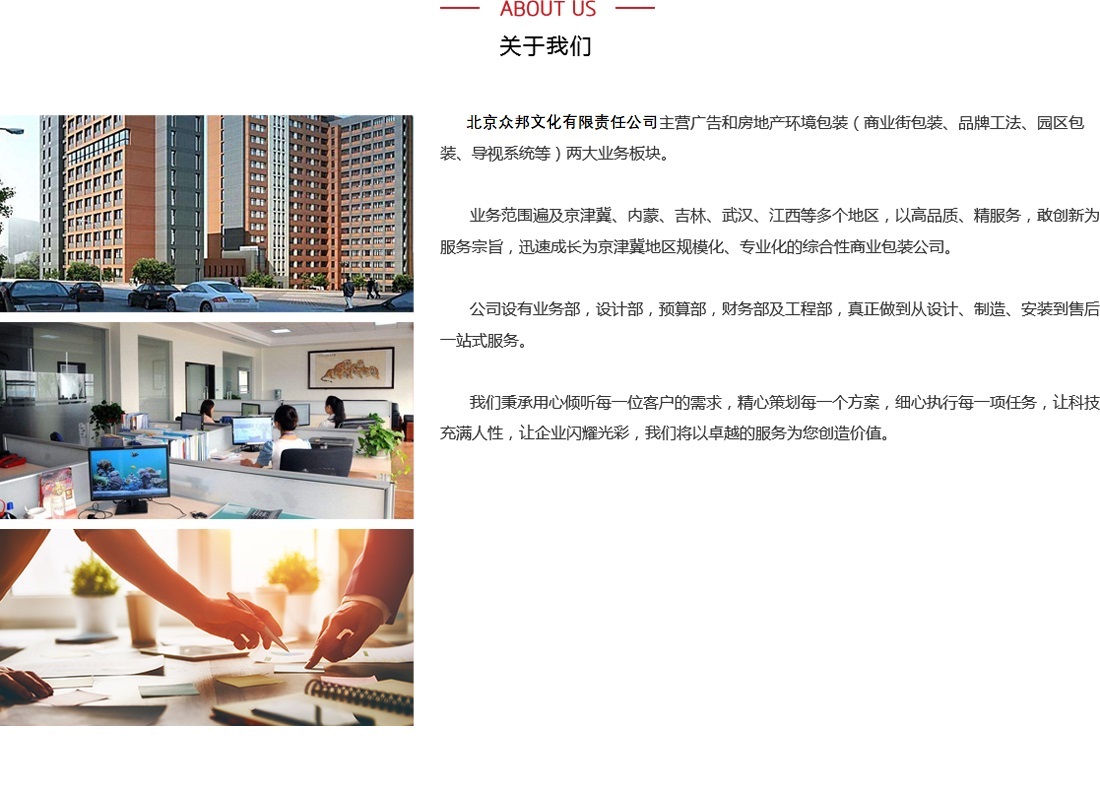 ABOUT US
关于我们
北京众邦文化有限责任公司主营广告和房地产环境包装（商业街包装、品牌工法、园区包
装、导视系统等）两大业务板块。
业务范围遍及京津冀、内蒙、吉林、武汉、江西等多个地区，以高品质、精服务，敢创新为
服务宗旨，迅速成长为京津冀地区规模化、专业化的综合性商业包装公司。
公司设有业务部，设计部，预算部，财务部及工程部，真正做到从设计、制造、安装到售后
一站式服务。
我们秉承用心倾听每一位客户的需求，精心策划每一个方案，细心执行每一项任务，让科技
充满人性，让企业闪耀光彩，我们将以卓越的服务为您创造价值。